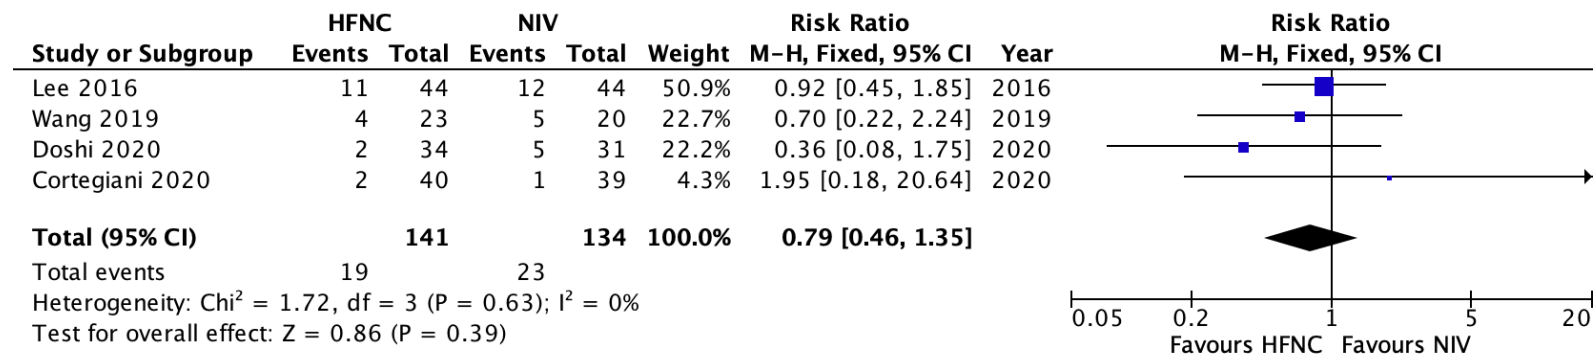 HFNC NIV Risk Ratio Risk Ratio
Study or Subgroup Events Total Events Total Weight M-H, Fixed, 95% CI Year M-H, Fixed, 95% CI
Lee 2016 11 44 12 44 50.9% 0.92 [0.45, 1.85] 2016
Wang 2019 4 23 5 20 22.7% 0.70 [0.22, 2.24] 2019
Doshi 2020 2 34 5 31 22.2% 0.36 [0.08, 1.75] 2020
Cortegiani 2020 2 40 1 39 4.3% 1.95 [0.18, 20.64] 2020
Total (95% CI) 141 134 100.0% 0.79 [0.46, 1.35]
Total events 19 23
Heterogeneity: Chi² = 1.72, df = 3 (P = 0.63); I² = 0%
Test for overall effect: Z = 0.86 (P = 0.39)
0.05 0.2 1 5 20
Favours HFNC Favours NIV